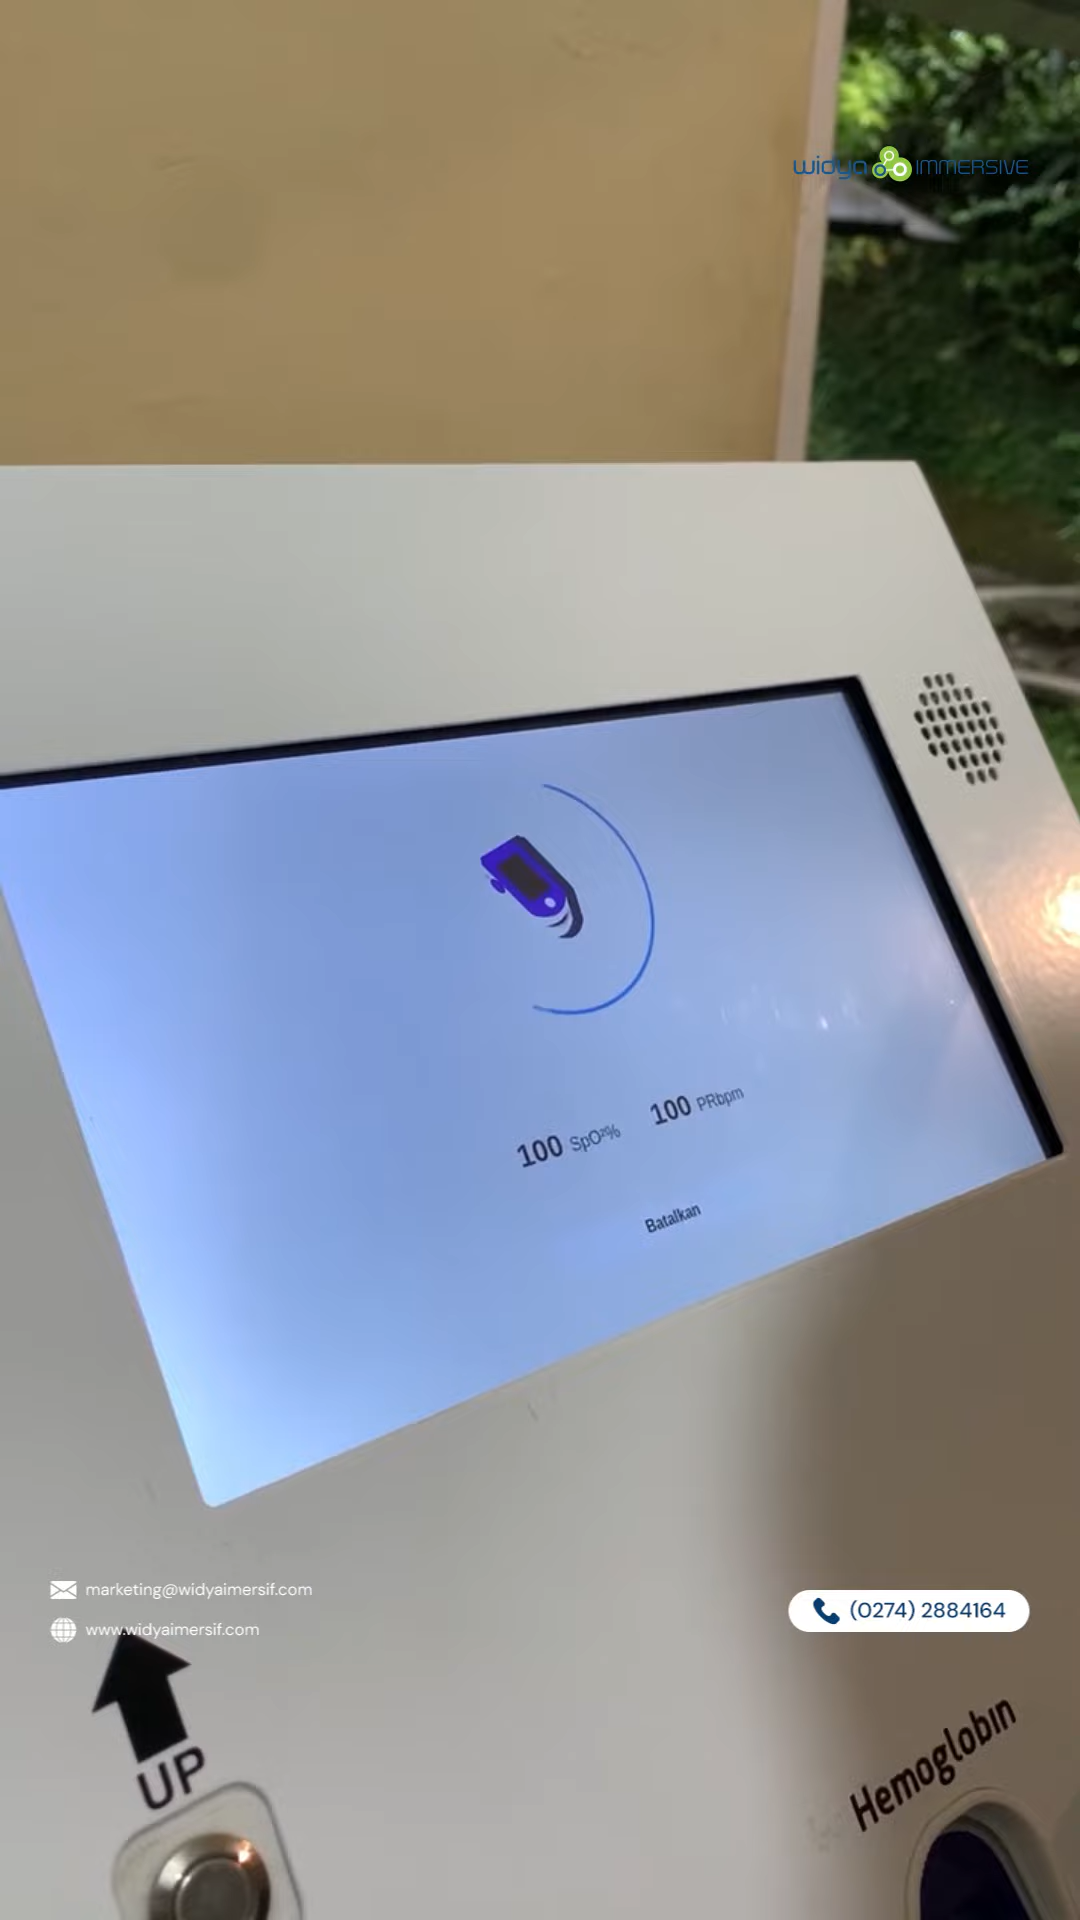 widya IMMERSIVE
100 SpO²% 100 PRbpm
Batalkan
marketing@widyaimersif.com
www.widyaimersif.com
(0274) 2884164
UP
Hemoglobin